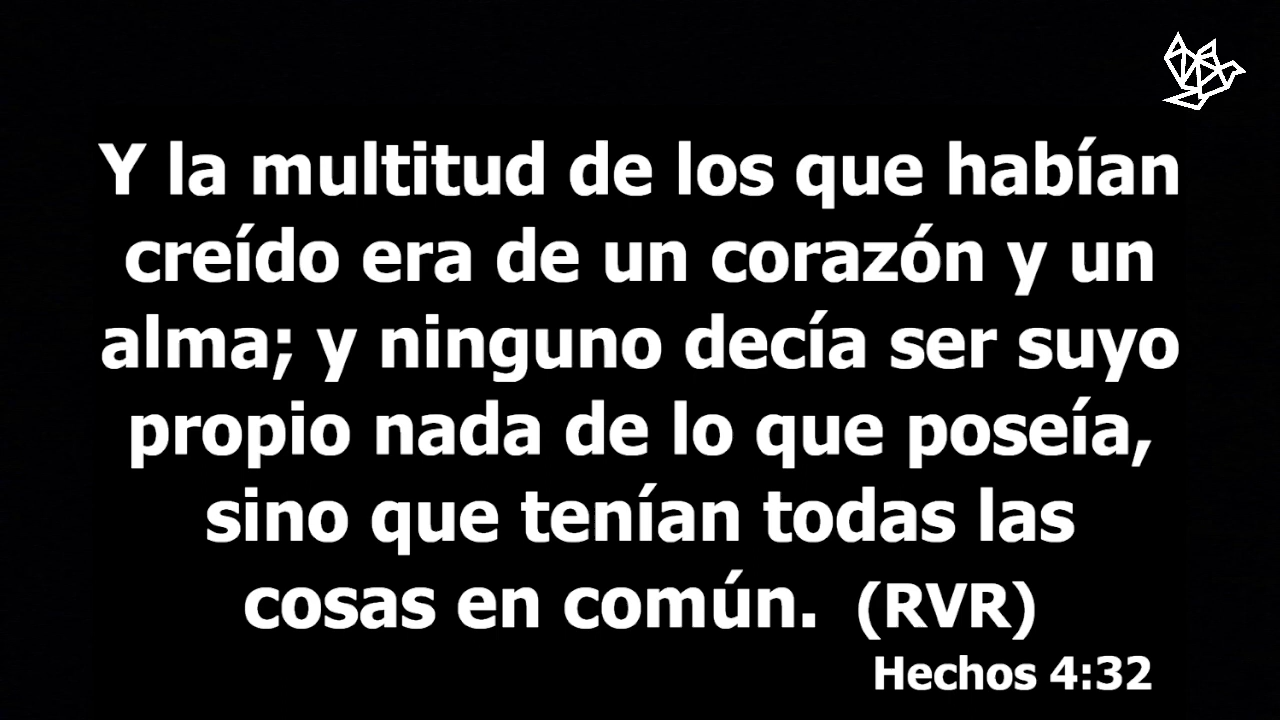 Y la multitud de los que habían
creído era de un corazón y un
alma; y ninguno decía ser suyo
propio nada de lo que poseía,
sino que tenían todas las
cosas en común. (RVR)
Hechos 4:32